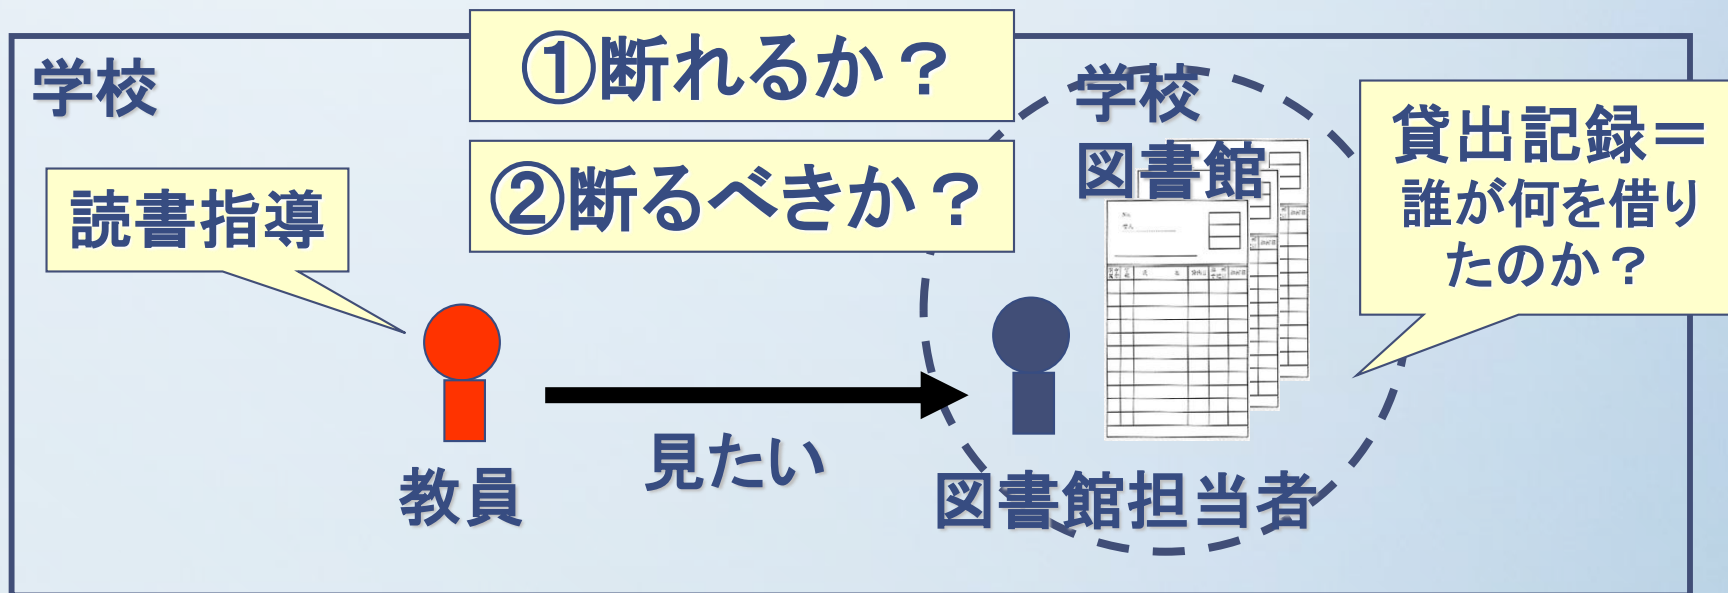 ①断れるか？
学校
学校
図書館
貸出記録＝
誰が何を借り
たのか？
②断るべきか？
読書指導
見たい
教員
図書館担当者